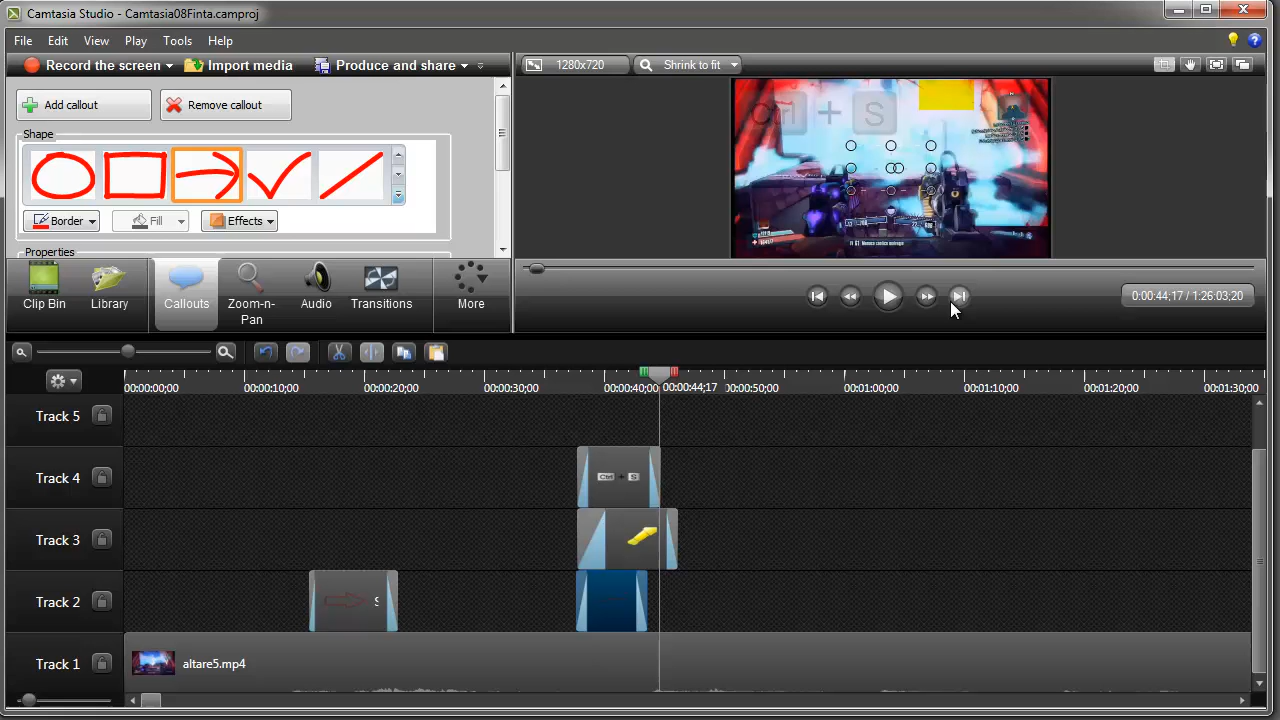 Camtasia Studio - Camtasia08Finta.camproj
File Edit View Play Tools Help
Record the screen Import media Produce and share
1280x720 Shrink to fit
Add callout Remove callout
Shape
Border Fill Effects
Properties
Ctrl + S
Clip Bin Library Callouts Zoom-n-Pan Audio Transitions More
0:00:44;17 / 1:26:03;20
00:00:00;00 00:00:10;00 00:00:20;00 00:00:30;00 00:00:40;00 00:00:44;17 00:00:50;00 00:01:00;00 00:01:10;00 00:01:20;00 00:01:30;00
Track 5
Track 4
Ctrl + S
Track 3
Track 2
S
Track 1
altare5.mp4